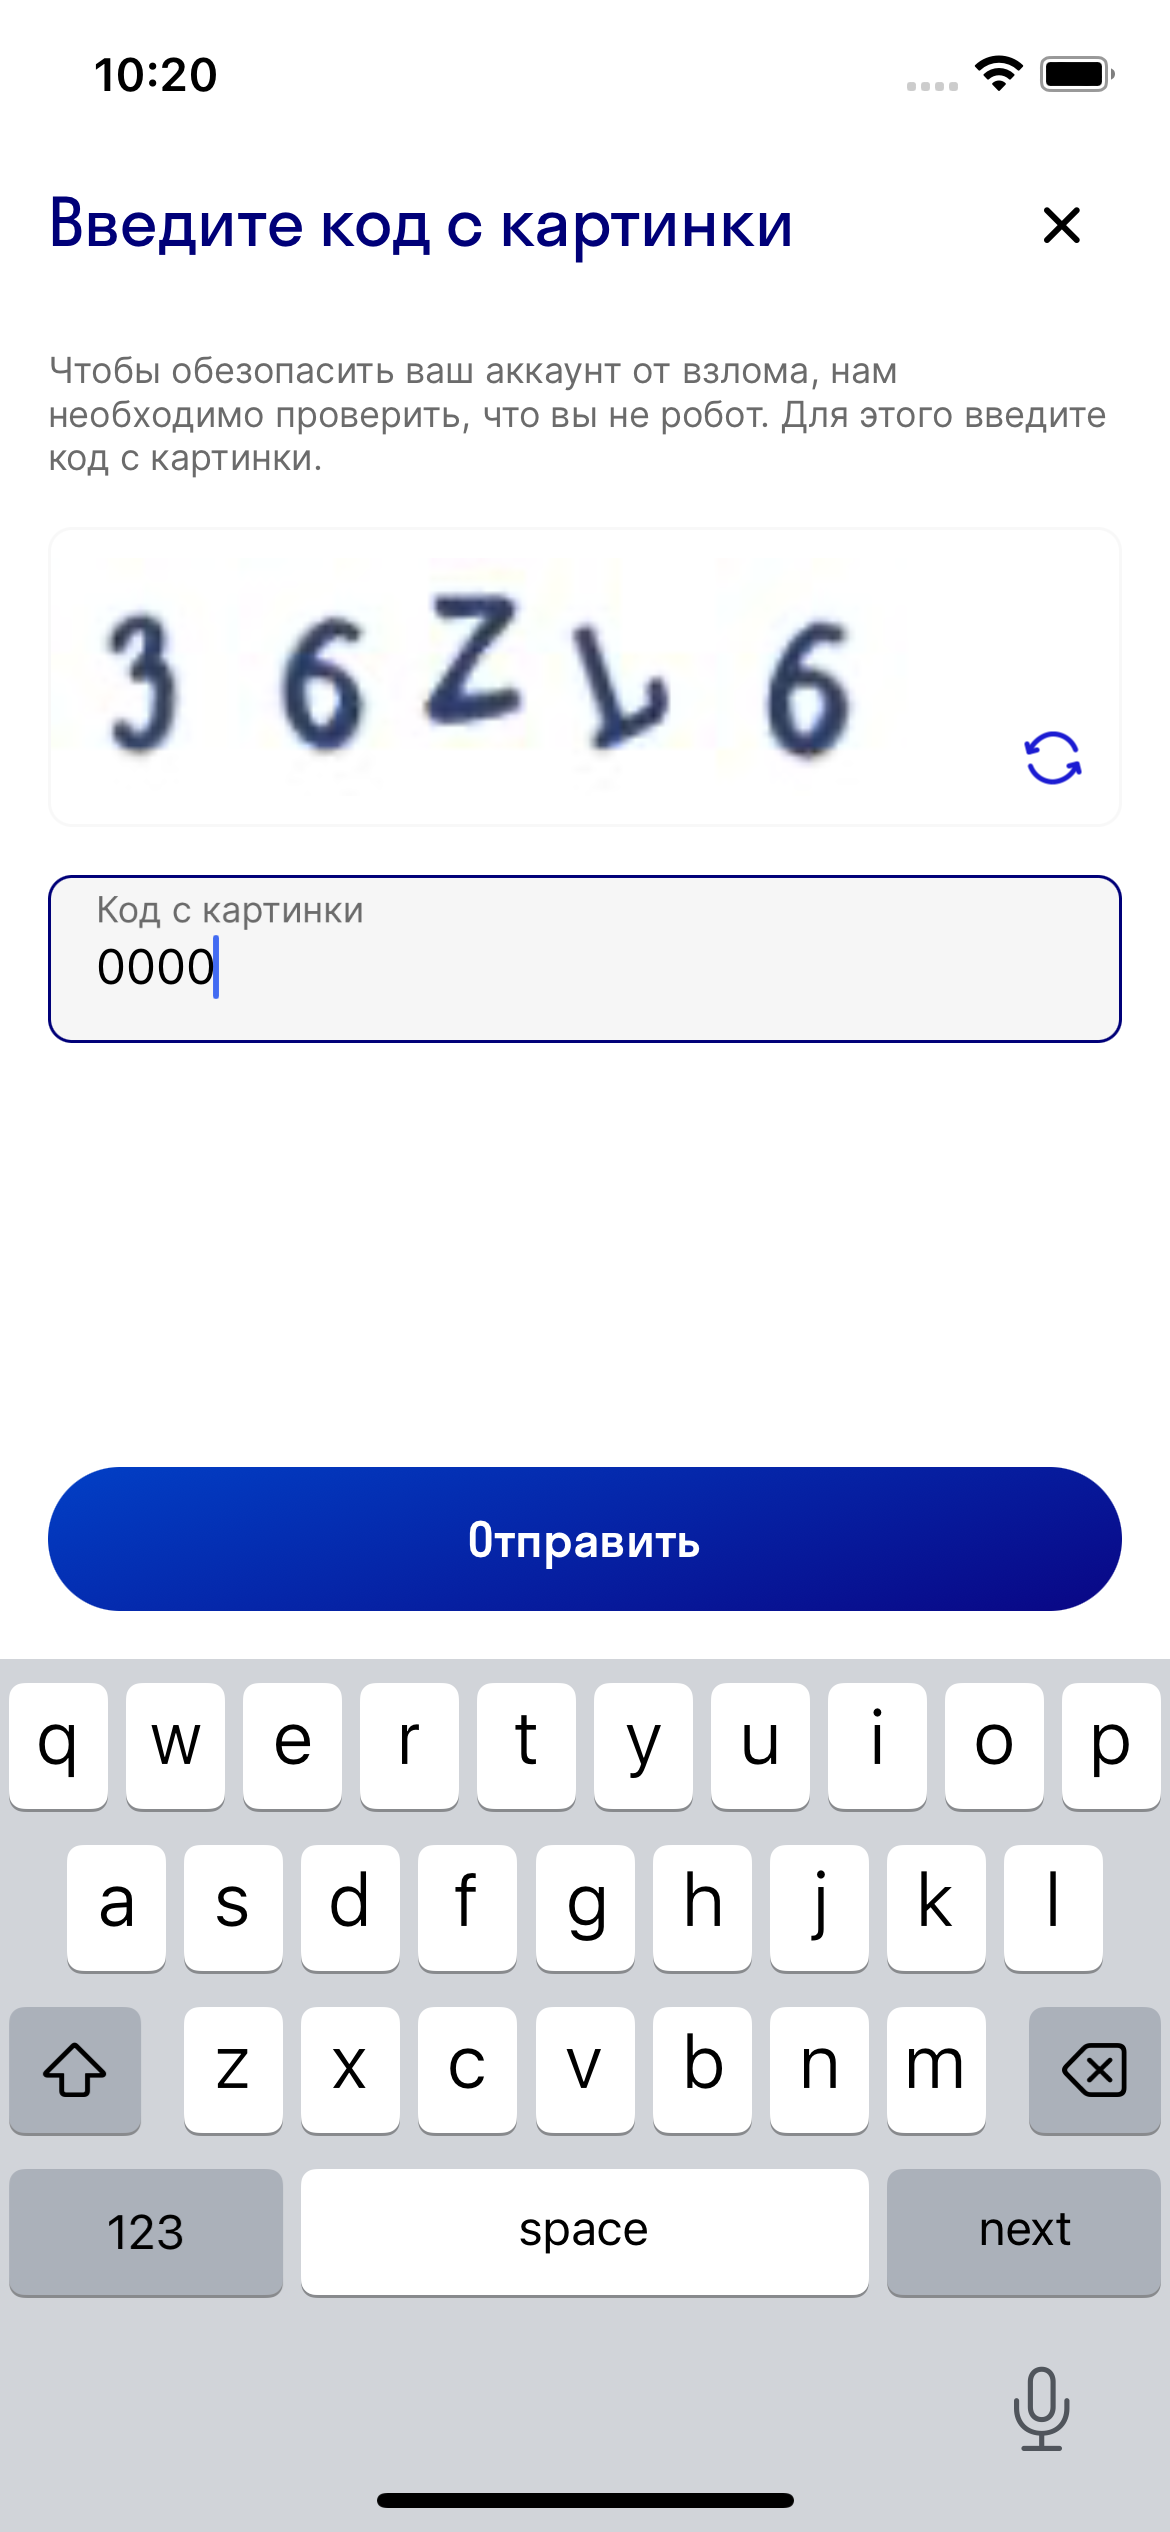 10:20
Введите код с картинки
Чтобы обезопасить ваш аккаунт от взлома, нам
необходимо проверить, что вы не робот. Для этого введите
код с картинки.
3 6 Z L 6
Код с картинки
0000
Отправить
q w e r t y u i o p
a s d f g h j k l
z x c v b n m
123 space next